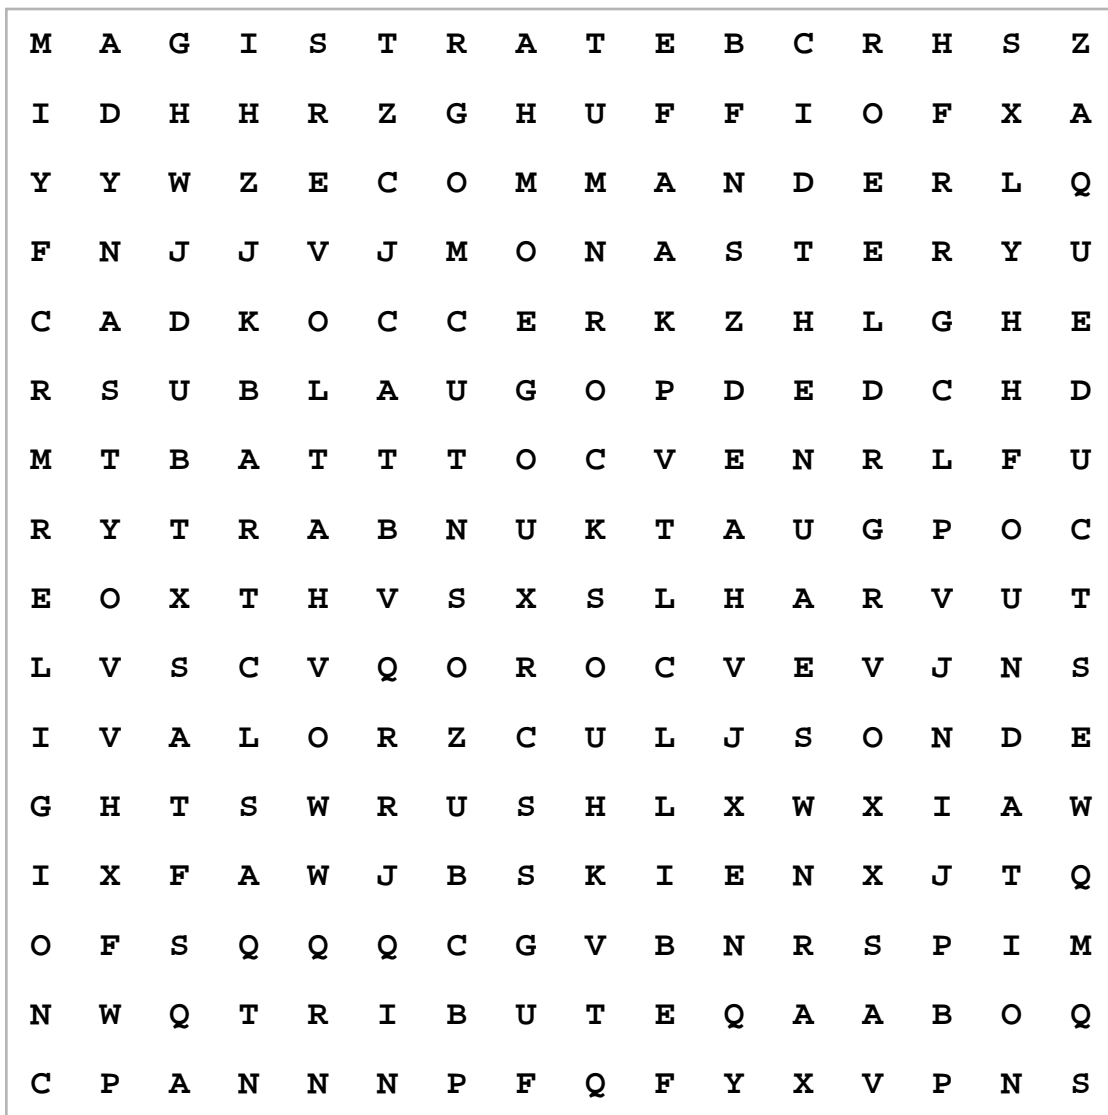 M A G I S T R A T E B C R H S Z
I D H H R Z G H U F F I O F X A
Y Y W Z E C O M M A N D E R L Q
F N J J V J M O N A S T E R Y U
C A D K O C C E R K Z H L G H E
R S U B L A U G O P D E D C H D
M T B A T T T O C V E N R L F U
R Y T R A B N U K T A U G P O C
E O X T H V S X S L H A R V U T
L V S C V Q O R O C V E V J N S
I V A L O R Z C U L J S O N D E
G H T S W R U S H L X W X I A W
I X F A W J B S K I E N X J T Q
O F S Q Q Q C G V B N R S P I M
N W Q T R I B U T E Q A A B O Q
C P A N N N P F Q F Y X V P N S